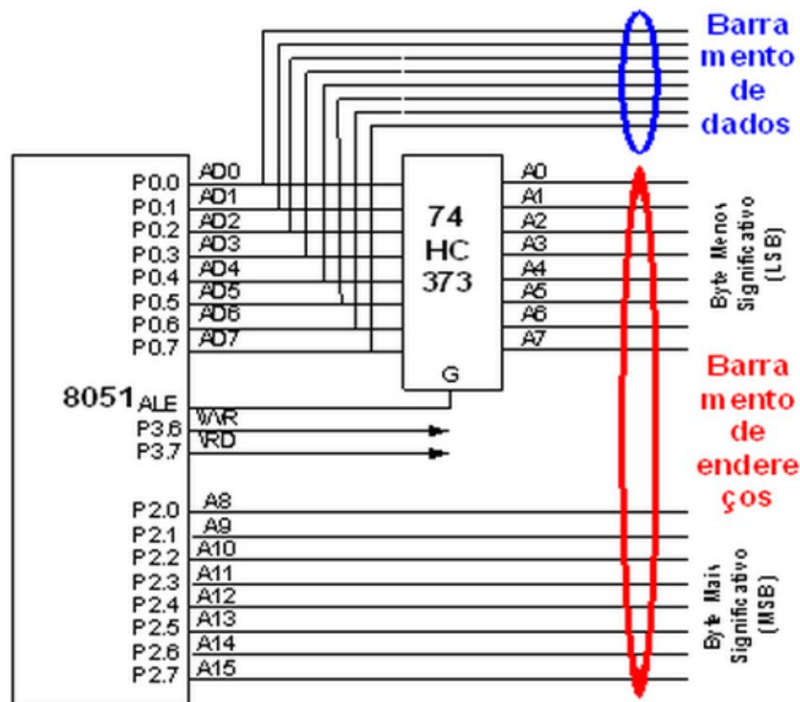 Barra
mento
de
dados
P0.0 AD0
P0.1 AD1
P0.2 AD2
P0.3 AD3
P0.4 AD4
P0.5 AD5
P0.6 AD6
P0.7 AD7
74
HC
373
G
A0
A1
A2
A3
A4
A5
A6
A7
Byte Menos
Significativo
(LSB)
8051
ALE
P3.6 \WR
P3.7 \RD
Barra
mento
de
endere
ços
P2.0 A8
P2.1 A9
P2.2 A10
P2.3 A11
P2.4 A12
P2.5 A13
P2.6 A14
P2.7 A15
Byte Mais
Significativo
(MSB)